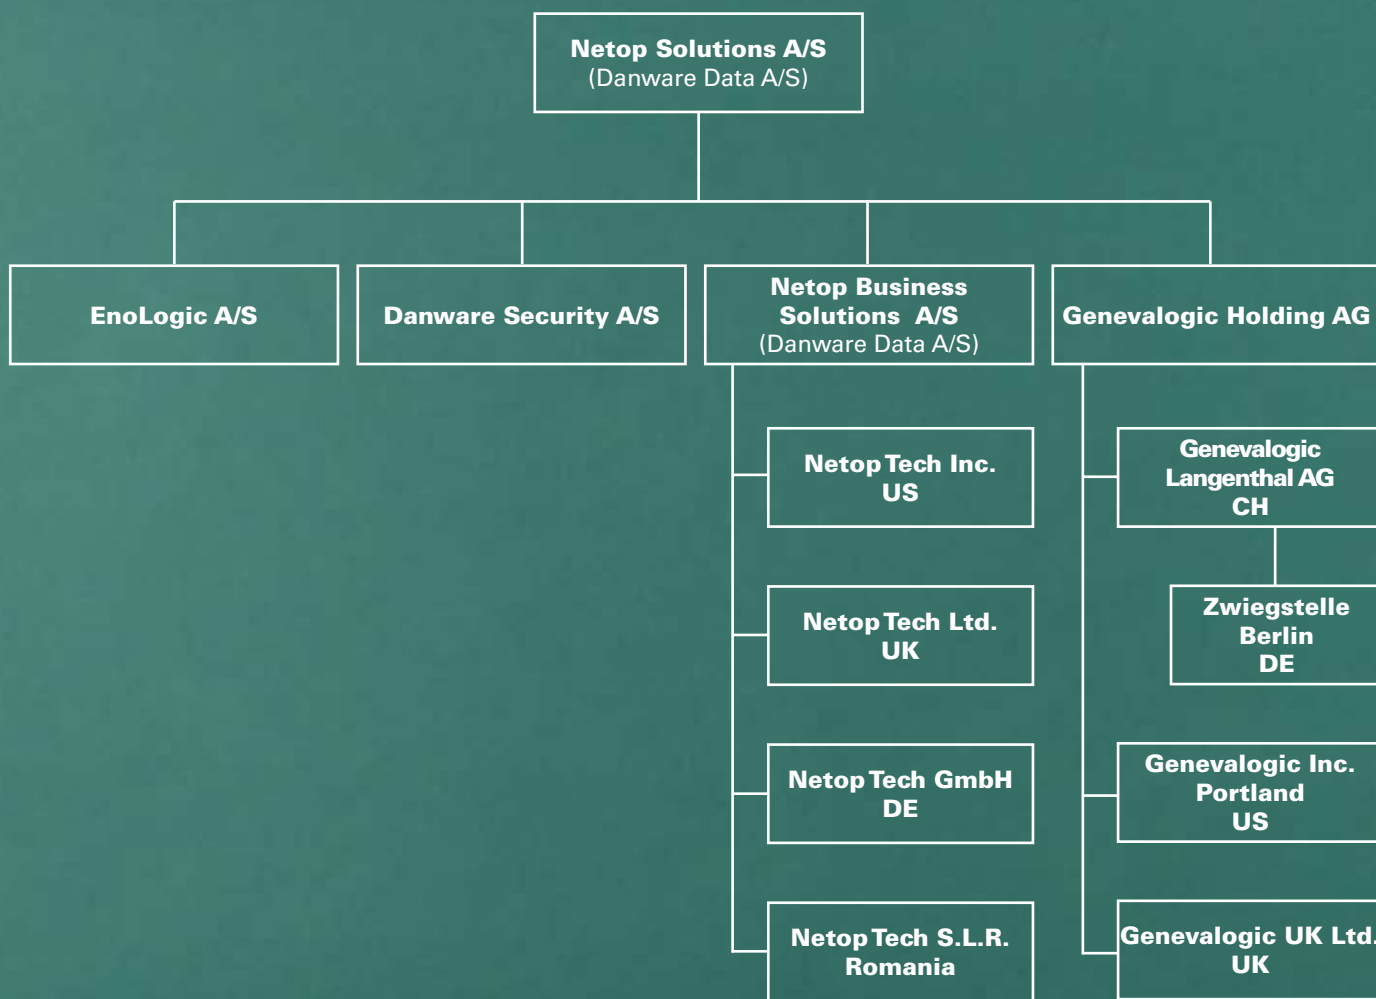 Netop Solutions A/S
(Danware Data A/S)
EnoLogic A/S
Danware Security A/S
Netop Business
Solutions A/S
(Danware Data A/S)
Genevalogic Holding AG
Netop Tech Inc.
US
Genevalogic
Langenthal AG
CH
Netop Tech Ltd.
UK
Zwiegstelle
Berlin
DE
Netop Tech GmbH
DE
Genevalogic Inc.
Portland
US
Netop Tech S.L.R.
Romania
Genevalogic UK Ltd.
UK